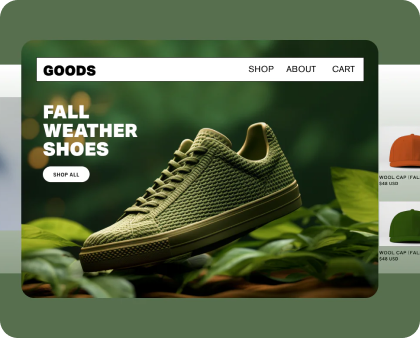 GOODS
SHOP ABOUT CART
FALL
WEATHER
SHOES
SHOP ALL
WOOL CAP (FAL
$48 USD
WOOL CAP (FAL
$48 USD